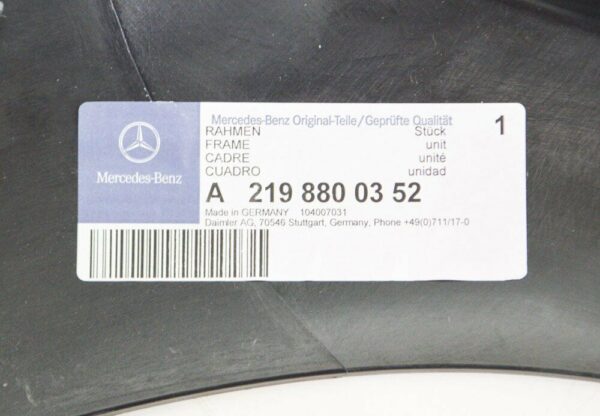 Mercedes-Benz Original-Teile/Geprüfte Qualität
1
RAHMEN Stück
FRAME unit
CADRE unité
CUADRO unidad
Mercedes-Benz
A 219 880 03 52
Made in GERMANY 104007031
Daimler AG, 70546 Stuttgart, Germany, Phone +49(0)711/17-0